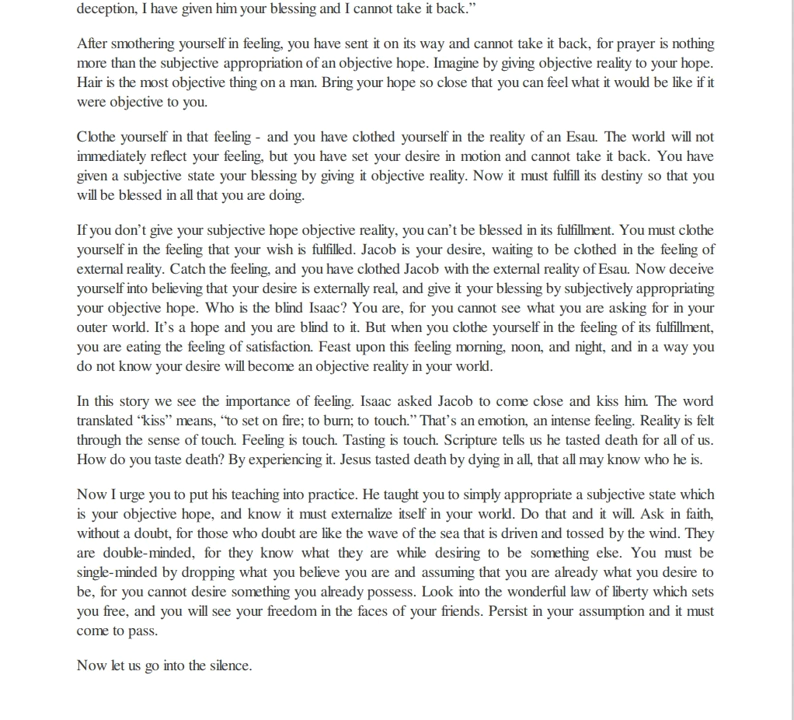 deception, I have given him your blessing and I cannot take it back.”
After smothering yourself in feeling, you have sent it on its way and cannot take it back, for prayer is nothing
more than the subjective appropriation of an objective hope. Imagine by giving objective reality to your hope.
Hair is the most objective thing on a man. Bring your hope so close that you can feel what it would be like if it
were objective to you.
Clothe yourself in that feeling - and you have clothed yourself in the reality of an Esau. The world will not
immediately reflect your feeling, but you have set your desire in motion and cannot take it back. You have
given a subjective state your blessing by giving it objective reality. Now it must fulfill its destiny so that you
will be blessed in all that you are doing.
If you don’t give your subjective hope objective reality, you can’t be blessed in its fulfillment. You must clothe
yourself in the feeling that your wish is fulfilled. Jacob is your desire, waiting to be clothed in the feeling of
external reality. Catch the feeling, and you have clothed Jacob with the external reality of Esau. Now deceive
yourself into believing that your desire is externally real, and give it your blessing by subjectively appropriating
your objective hope. Who is the blind Isaac? You are, for you cannot see what you are asking for in your
outer world. It’s a hope and you are blind to it. But when you clothe yourself in the feeling of its fulfillment,
you are eating the feeling of satisfaction. Feast upon this feeling morning, noon, and night, and in a way you
do not know your desire will become an objective reality in your world.
In this story we see the importance of feeling. Isaac asked Jacob to come close and kiss him. The word
translated “kiss” means, “to set on fire; to burn; to touch.” That’s an emotion, an intense feeling. Reality is felt
through the sense of touch. Feeling is touch. Tasting is touch. Scripture tells us he tasted death for all of us.
How do you taste death? By experiencing it. Jesus tasted death by dying in all, that all may know who he is.
Now I urge you to put his teaching into practice. He taught you to simply appropriate a subjective state which
is your objective hope, and know it must externalize itself in your world. Do that and it will. Ask in faith,
without a doubt, for those who doubt are like the wave of the sea that is driven and tossed by the wind. They
are double-minded, for they know what they are while desiring to be something else. You must be
single-minded by dropping what you believe you are and assuming that you are already what you desire to
be, for you cannot desire something you already possess. Look into the wonderful law of liberty which sets
you free, and you will see your freedom in the faces of your friends. Persist in your assumption and it must
come to pass.
Now let us go into the silence.